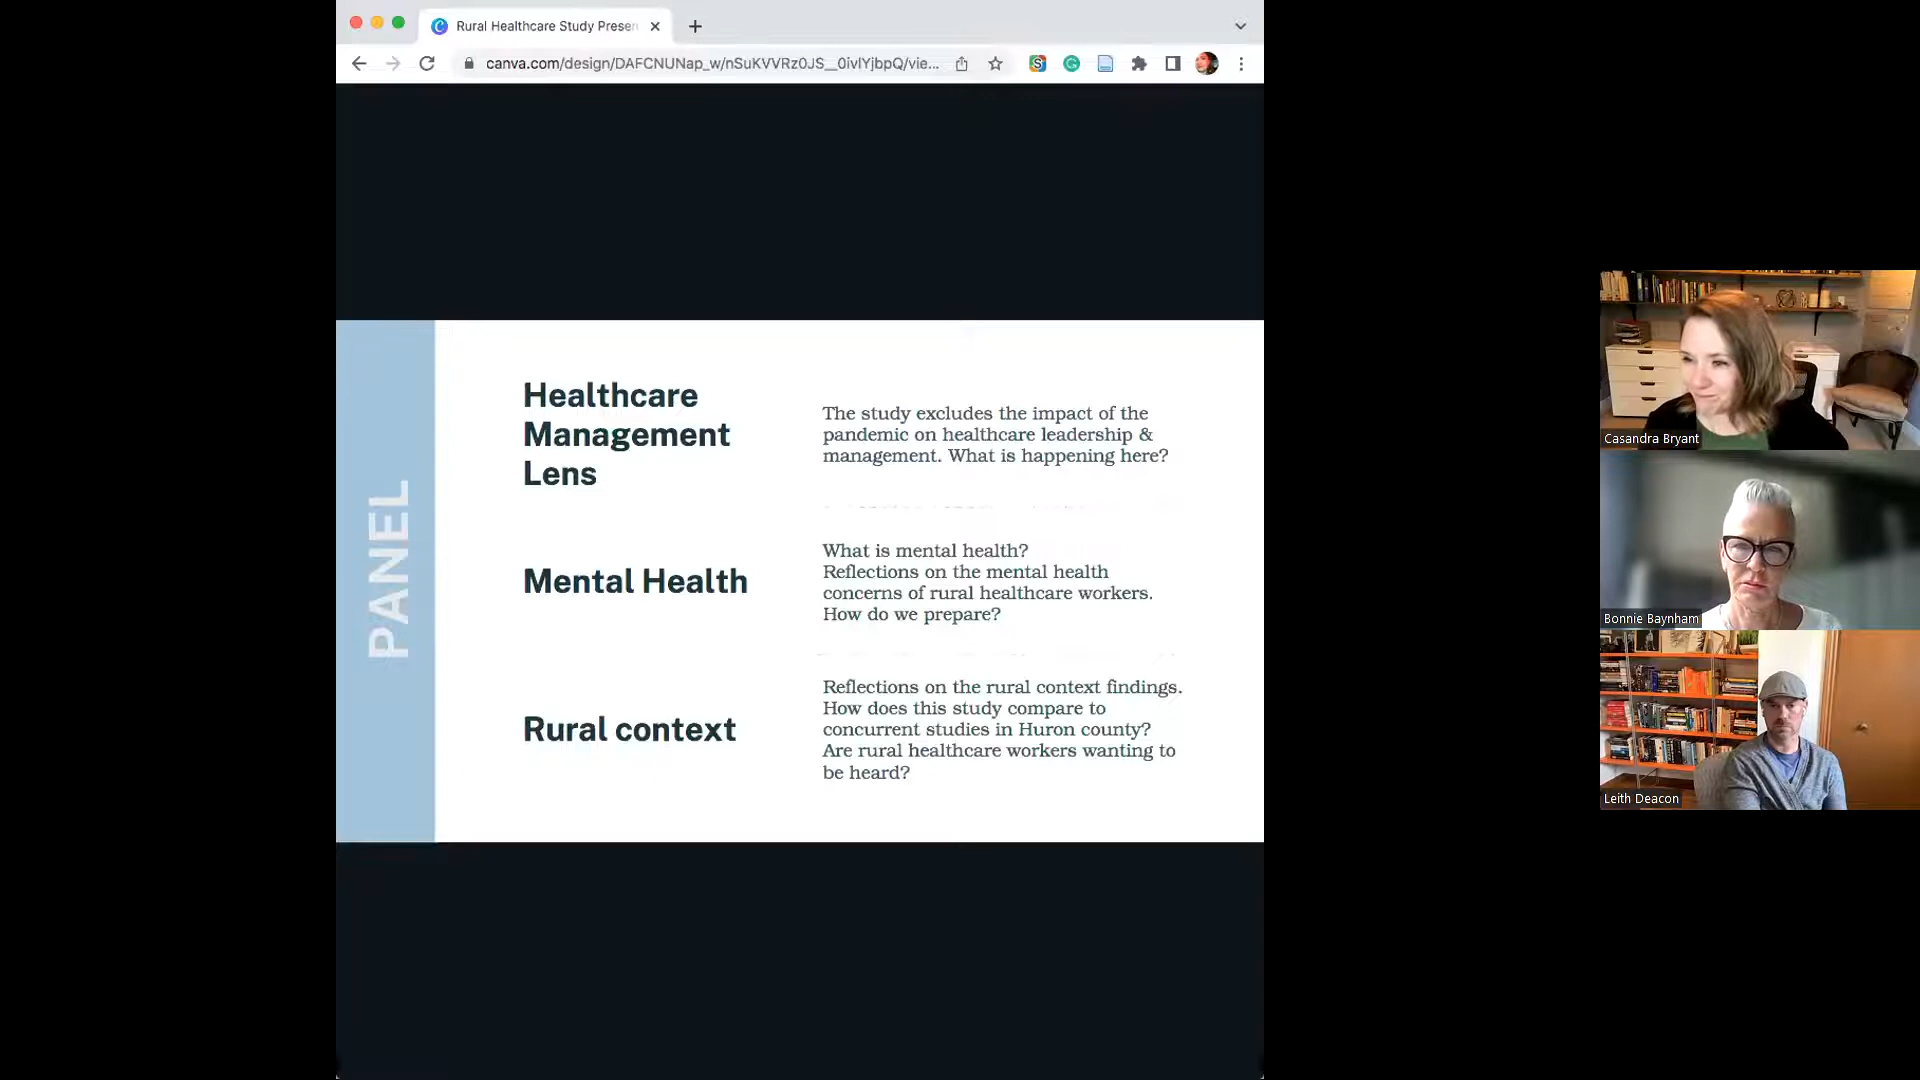 Rural Healthcare Study Presen
canva.com/design/DAFCNUNap_w/nSuKVVRz0JS__0ivlYjbpQ/vie...
PANEL
Healthcare
Management
Lens
The study excludes the impact of the
pandemic on healthcare leadership &
management. What is happening here?
Mental Health
What is mental health?
Reflections on the mental health
concerns of rural healthcare workers.
How do we prepare?
Rural context
Reflections on the rural context findings.
How does this study compare to
concurrent studies in Huron county?
Are rural healthcare workers wanting to
be heard?
Casandra Bryant
Bonnie Baynham
Leith Deacon